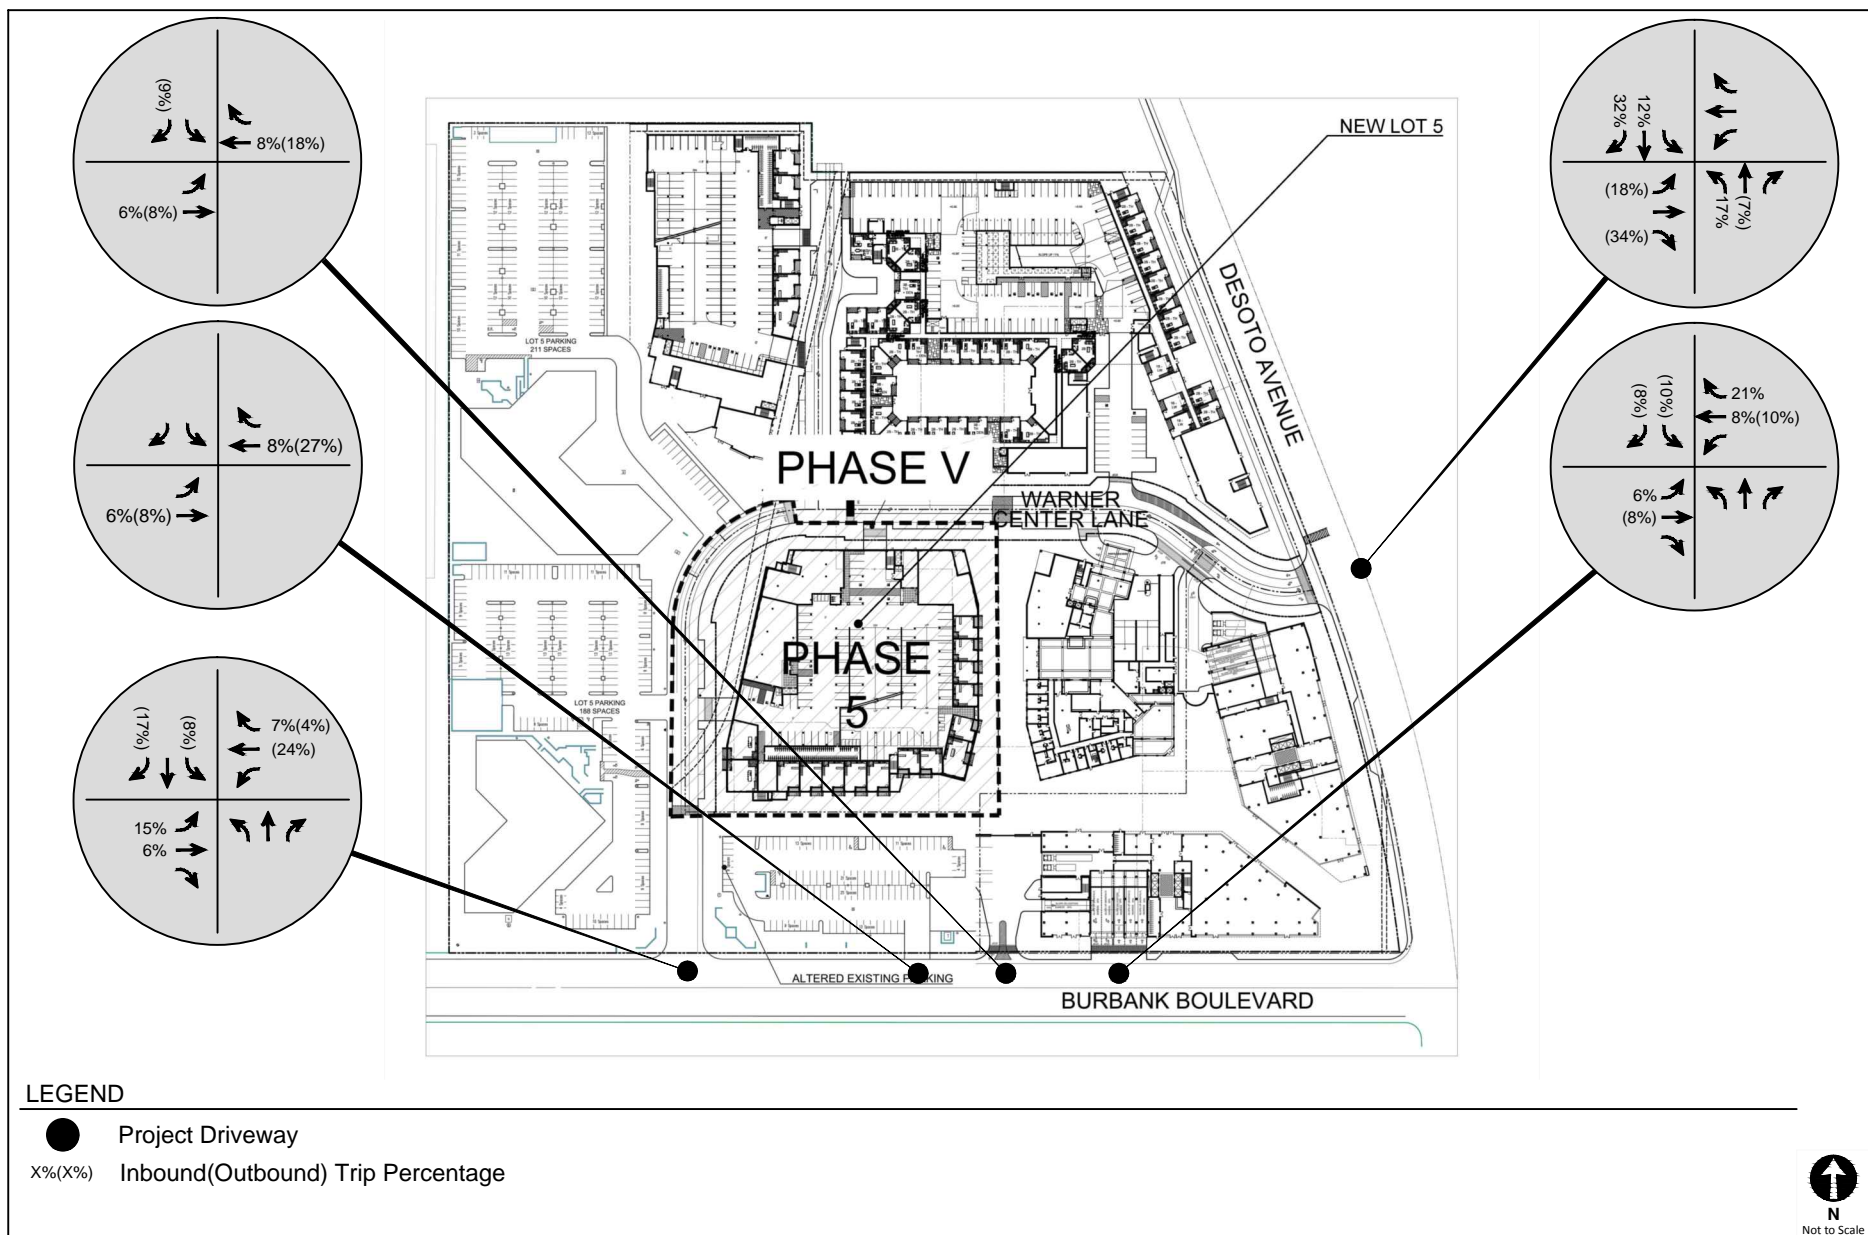 (9%)
8%(18%)
6%(8%)
8%(27%)
6%(8%)
(17%)
(8%)
7%(4%)
(24%)
15%
6%
NEW LOT 5
32%
12%
(18%)
(34%)
17%
(7%)
(8%)
(10%)
21%
8%(10%)
6%
(8%)
DESOTO AVENUE
LOT 5 PARKING
211 SPACES
PHASE V
WARNER
CENTER LANE
PHASE
5
LOT 5 PARKING
188 SPACES
ALTERED EXISTING PARKING
BURBANK BOULEVARD
LEGEND
Project Driveway
X%(X%) Inbound(Outbound) Trip Percentage
N
Not to Scale